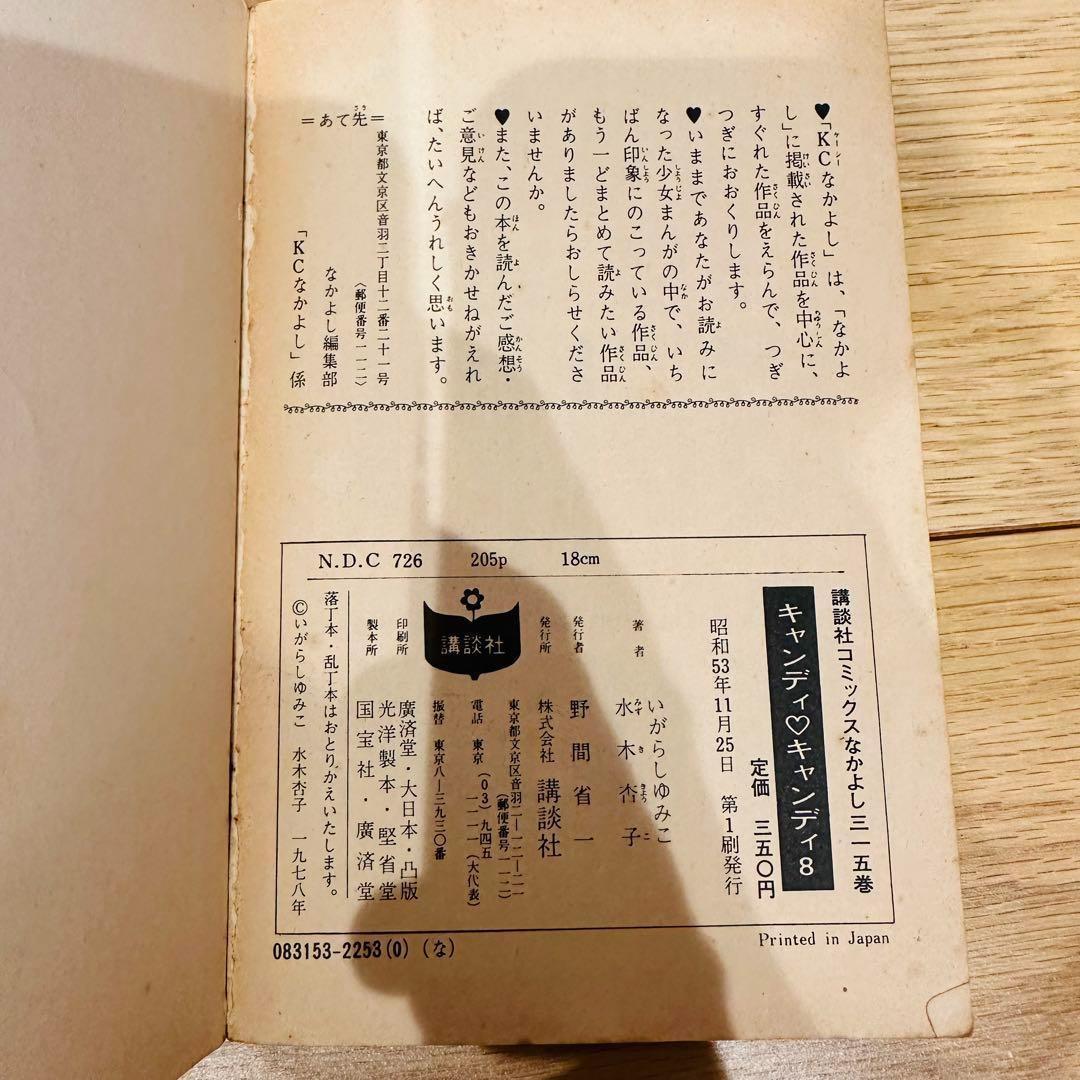 ♥「KCなかよし」は、「なかよ
し」に掲載された作品を中心に、
すぐれた作品をえらんで、つぎ
つぎにおおくりします。
♥いままであなたがお読みに
なった少女まんがの中で、いち
ばん印象にのこっている作品、
もう一どまとめて読みたい作品
がありましたらおしらせくださ
いませんか。
♥また、この本を読んだご感想・
ご意見などもおきかせねがえれ
ば、たいへんうれしく思います。
=あて先=
東京都文京区音羽二丁目十二番二十一号
〈郵便番号一一二〉
なかよし編集部
「KCなかよし」係
N.D.C 726 205p 18cm
講談社コミックスなかよし三一五巻
キャンディ♡キャンディ8
定価 三五〇円
昭和53年11月25日 第1刷発行
著者 いがらしゆみこ
水木杏子
発行者 野間省一
発行所 株式会社 講談社
東京都文京区音羽二―一二―二一
(郵便番号一一二)
電話 東京(03)九四五―一一一一(大代表)
振替 東京八―三九三〇番
講談社
印刷所 廣済堂・大日本・凸版
製本所 光洋製本・堅省堂
国宝社・廣済堂
落丁本・乱丁本はおとりかえいたします。
©いがらしゆみこ 水木杏子 一九七八年
083153-2253(0) (な)
Printed in Japan